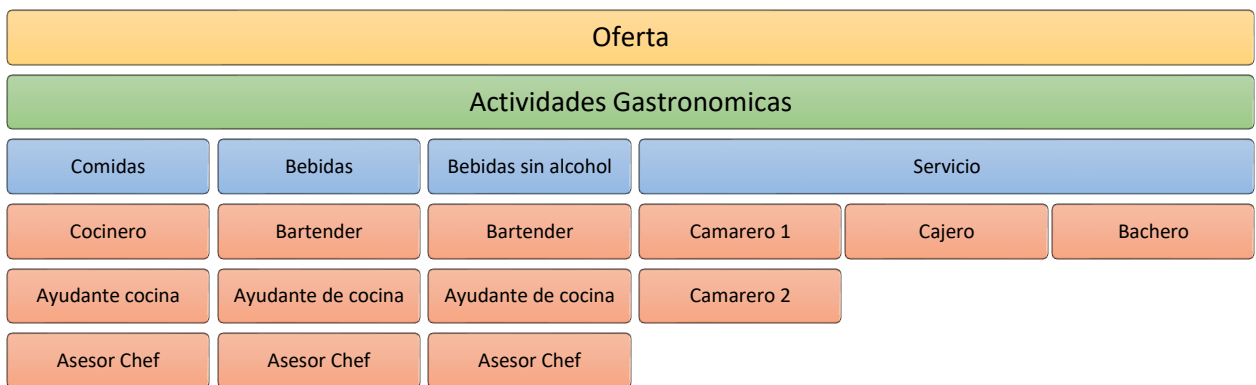 Oferta
Actividades Gastronomicas
Comidas
Bebidas
Bebidas sin alcohol
Servicio
Cocinero
Bartender
Bartender
Camarero 1
Cajero
Bachero
Ayudante cocina
Ayudante de cocina
Ayudante de cocina
Camarero 2
Asesor Chef
Asesor Chef
Asesor Chef